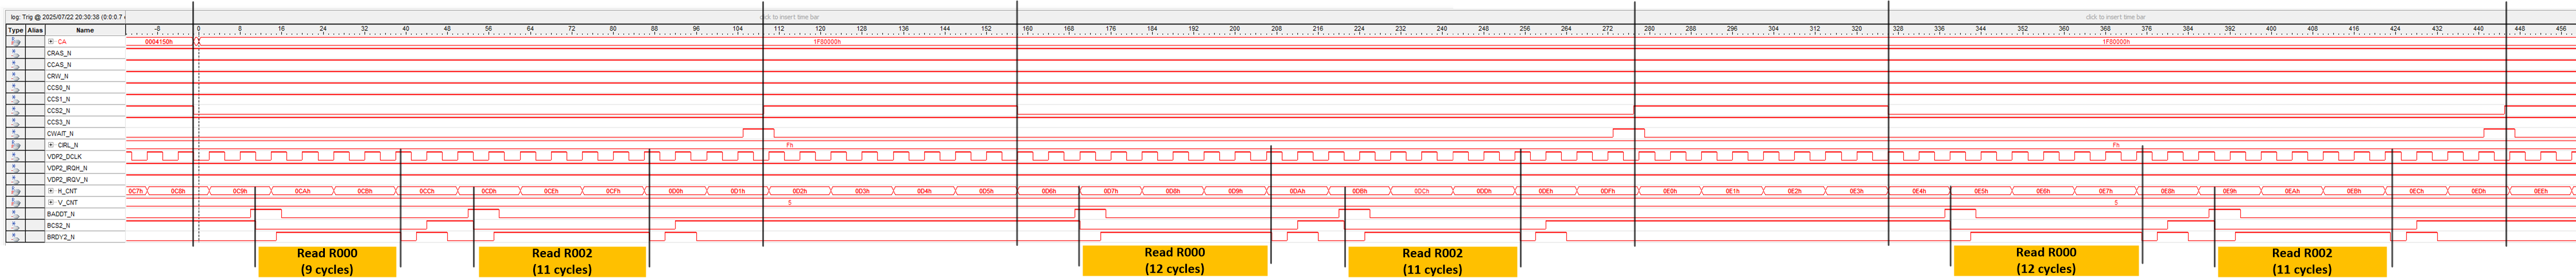 log: Trig @ 2025/07/22 20:30:38 (0:0:0.7
click to insert time bar
click to insert time bar
Type Alias Name
-8 0 8 16 24 32 40 48 56 64 72 80 88 96 104 112 120 128 136 144 152 160 168 176 184 192 200 208 216 224 232 240 248 256 264 272 280 288 296 304 312 320 328 336 344 352 360 368 376 384 392 400 408 416 424 432 440 448 456
CA 0004150h 1F80000h 1F80000h
CRAS_N
CCAS_N
CRW_N
CCS0_N
CCS1_N
CCS2_N
CCS3_N
CWAIT_N
CIRL_N Fh Fh
VDP2_DCLK
VDP2_IRQH_N
VDP2_IRQV_N
H_CNT 0C7h 0C8h 0C9h 0CAh 0CBh 0CCh 0CDh 0CEh 0CFh 0D0h 0D1h 0D2h 0D3h 0D4h 0D5h 0D6h 0D7h 0D8h 0D9h 0DAh 0DBh 0DCh 0DDh 0DEh 0DFh 0E0h 0E1h 0E2h 0E3h 0E4h 0E5h 0E6h 0E7h 0E8h 0E9h 0EAh 0EBh 0ECh 0EDh 0EEh
V_CNT 5 5
BADDT_N
BCS2_N
BRDY2_N
Read R000
(9 cycles)
Read R002
(11 cycles)
Read R000
(12 cycles)
Read R002
(11 cycles)
Read R000
(12 cycles)
Read R002
(11 cycles)